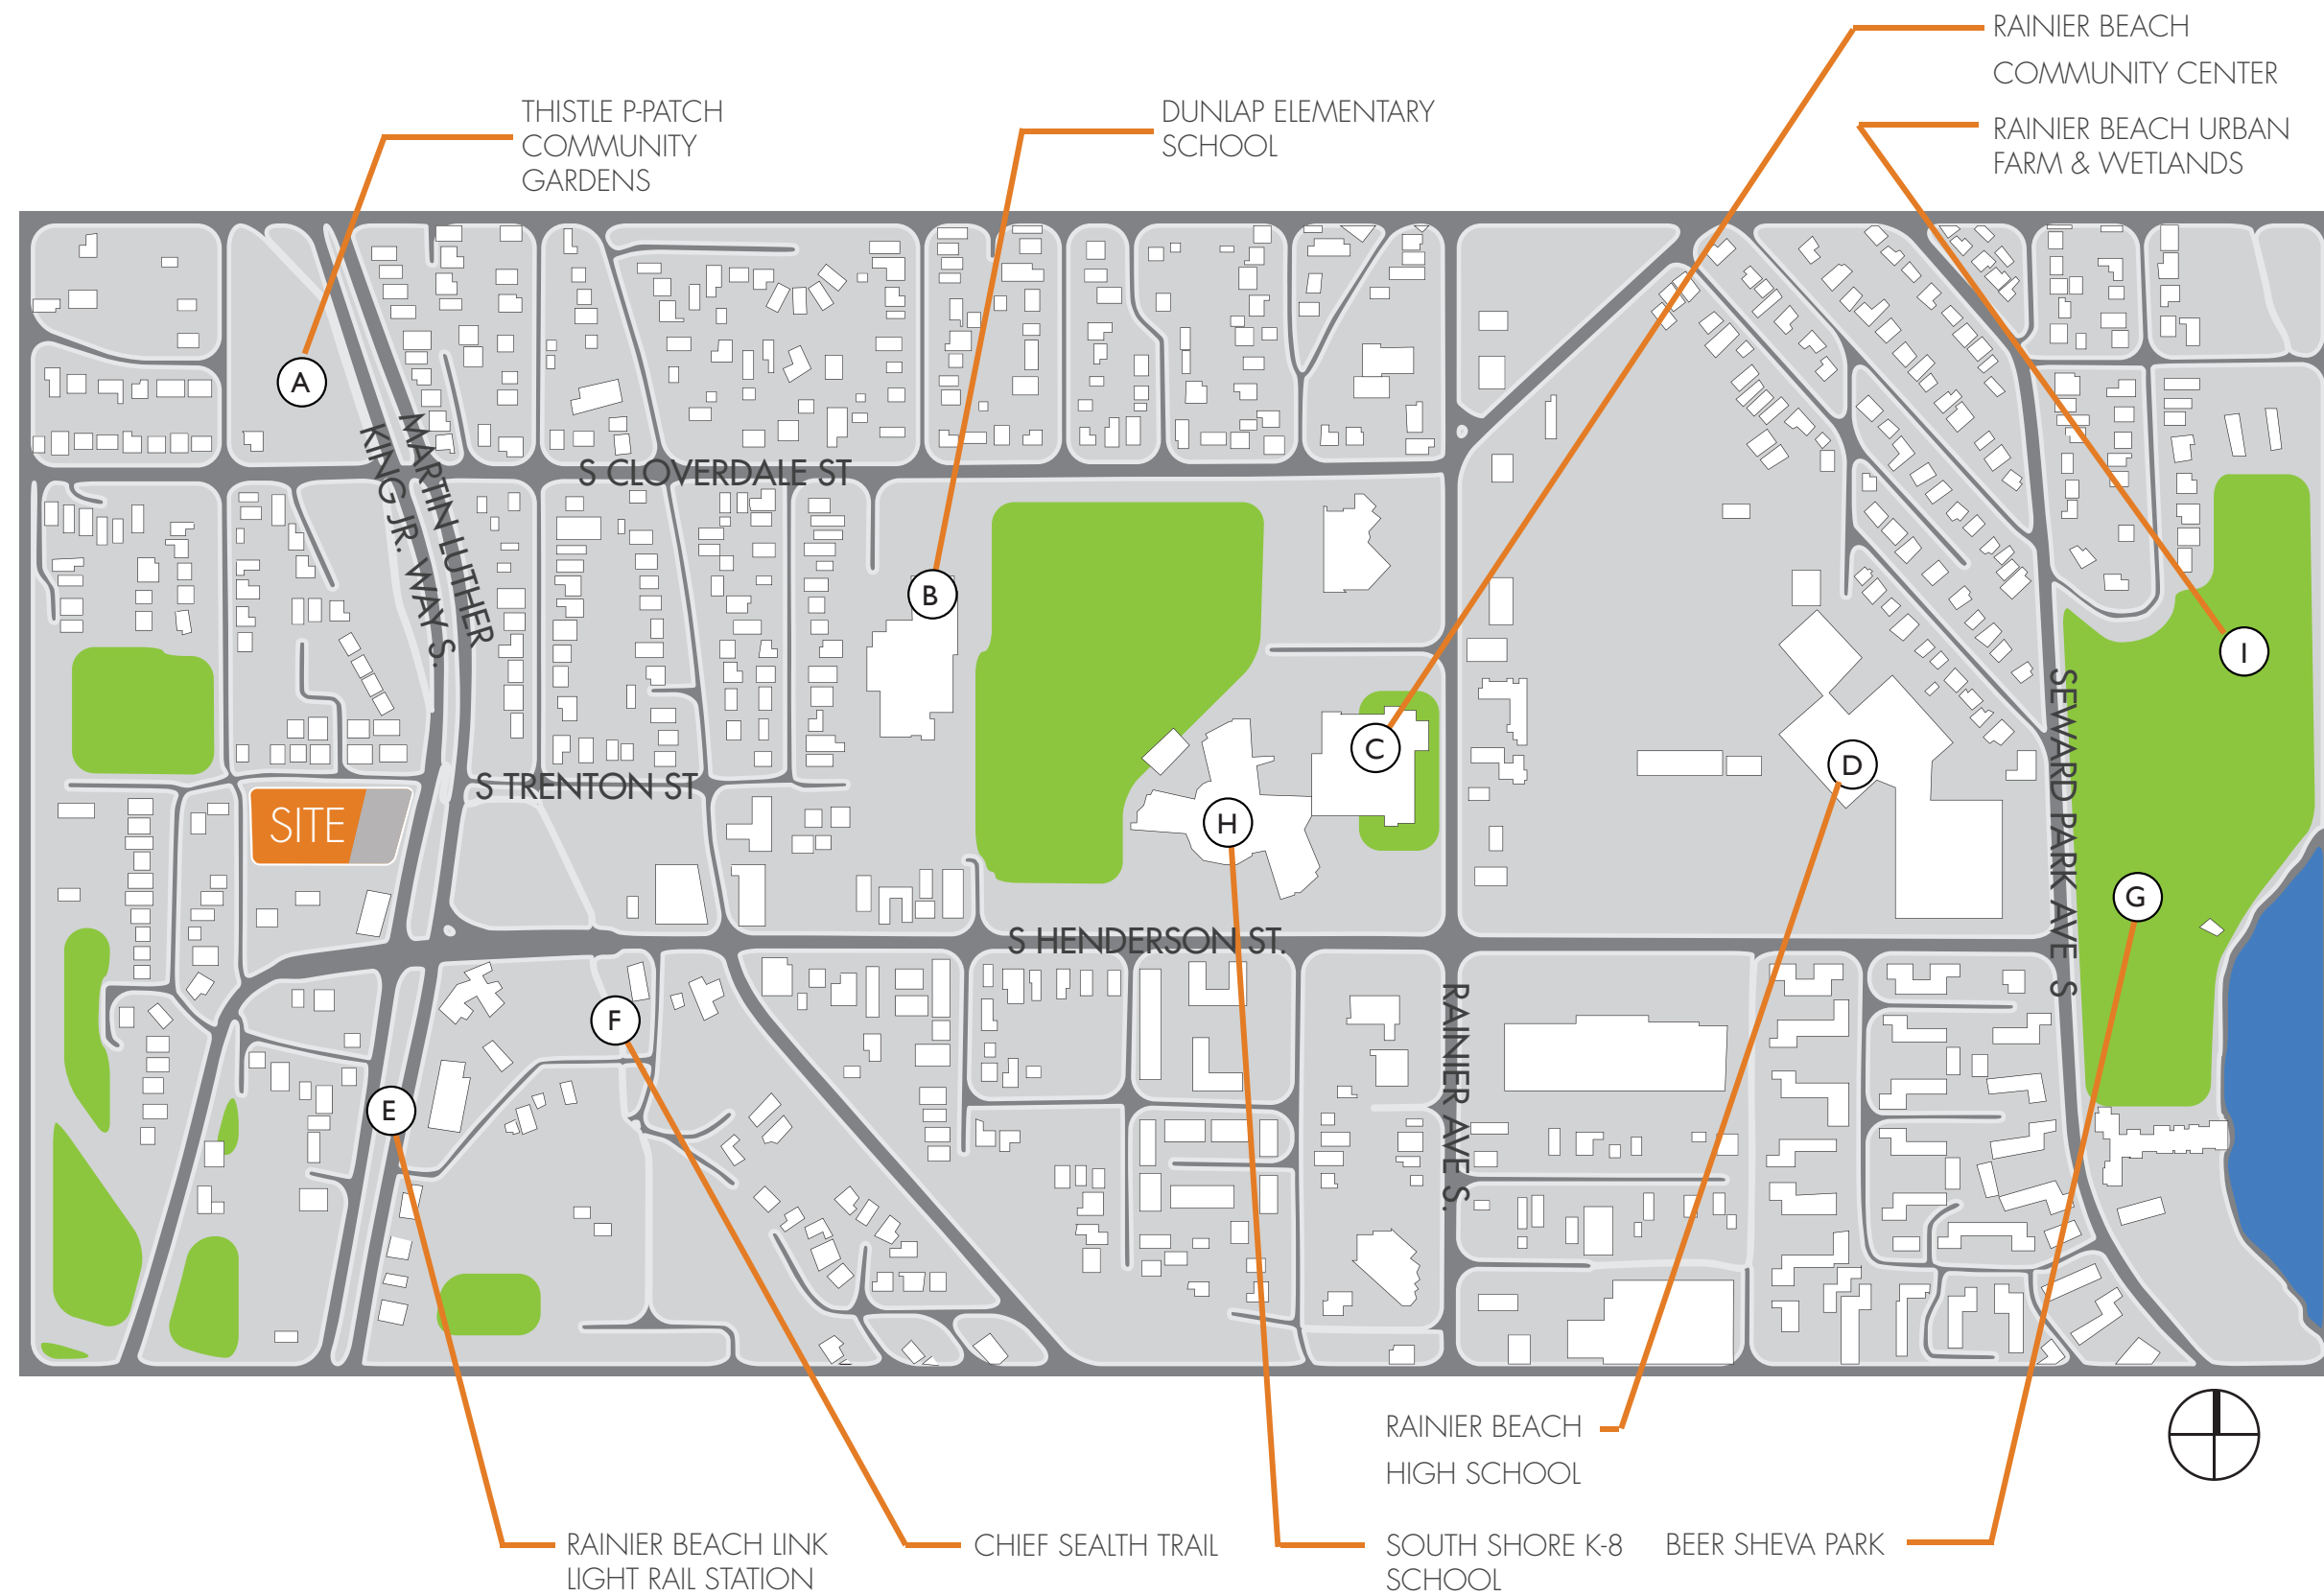 RAINIER BEACH
COMMUNITY CENTER
THISTLE P-PATCH
COMMUNITY
GARDENS
DUNLAP ELEMENTARY
SCHOOL
RAINIER BEACH URBAN
FARM & WETLANDS
A
MARTIN LUTHER
KING JR. WAY S.
S CLOVERDALE ST
B
I
SEWARD PARK AVE S
C
D
S TRENTON ST
SITE
H
G
S HENDERSON ST.
F
RAINIER AVE S.
E
RAINIER BEACH
HIGH SCHOOL
RAINIER BEACH LINK
LIGHT RAIL STATION
CHIEF SEALTH TRAIL
SOUTH SHORE K-8
SCHOOL
BEER SHEVA PARK